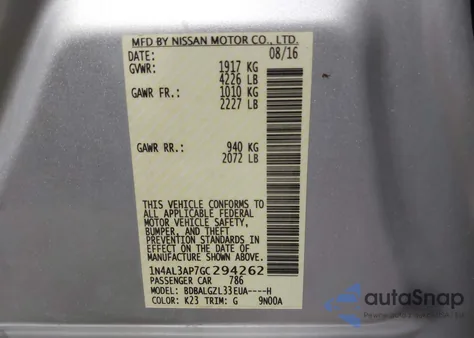 MFD BY NISSAN MOTOR CO., LTD.
DATE: 08/16
GVWR: 1917 KG
4226 LB
GAWR FR.: 1010 KG
2227 LB
GAWR RR.: 940 KG
2072 LB
THIS VEHICLE CONFORMS TO
ALL APPLICABLE FEDERAL
MOTOR VEHICLE SAFETY,
BUMPER, AND THEFT
PREVENTION STANDARDS IN
EFFECT ON THE DATE OF
MANUFACTURE SHOWN ABOVE.
1N4AL3AP7GC294262
PASSENGER CAR 786
MODEL: BDBALGZL33EUA----H
COLOR: K23 TRIM: G 9N00A
autoSnap